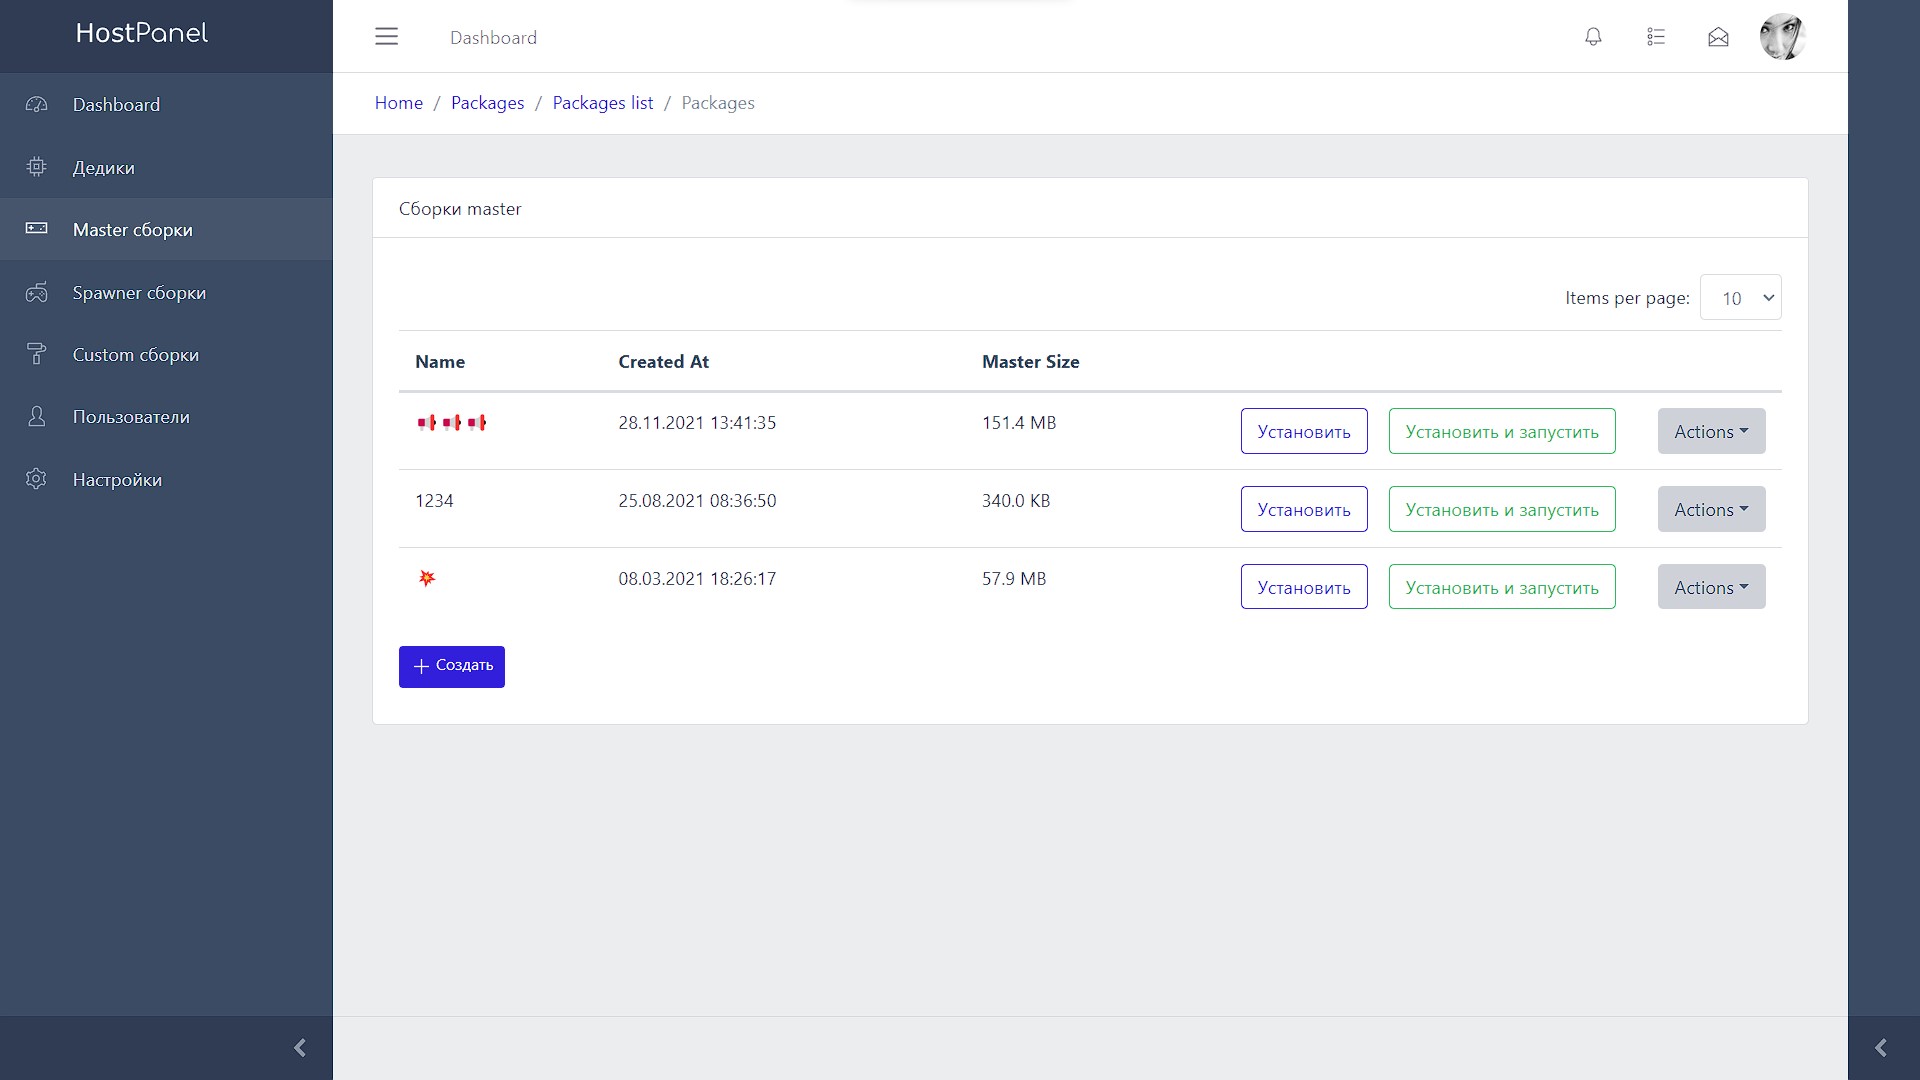 HostPanel
Dashboard
Home / Packages / Packages list / Packages
Dashboard
Дедики
Master сборки
Spawner сборки
Custom сборки
Пользователи
Настройки
Сборки master
Items per page: 10
Name Created At Master Size
📢📢📢 28.11.2021 13:41:35 151.4 MB Установить Установить и запустить Actions
1234 25.08.2021 08:36:50 340.0 KB Установить Установить и запустить Actions
💥 08.03.2021 18:26:17 57.9 MB Установить Установить и запустить Actions
+ Создать